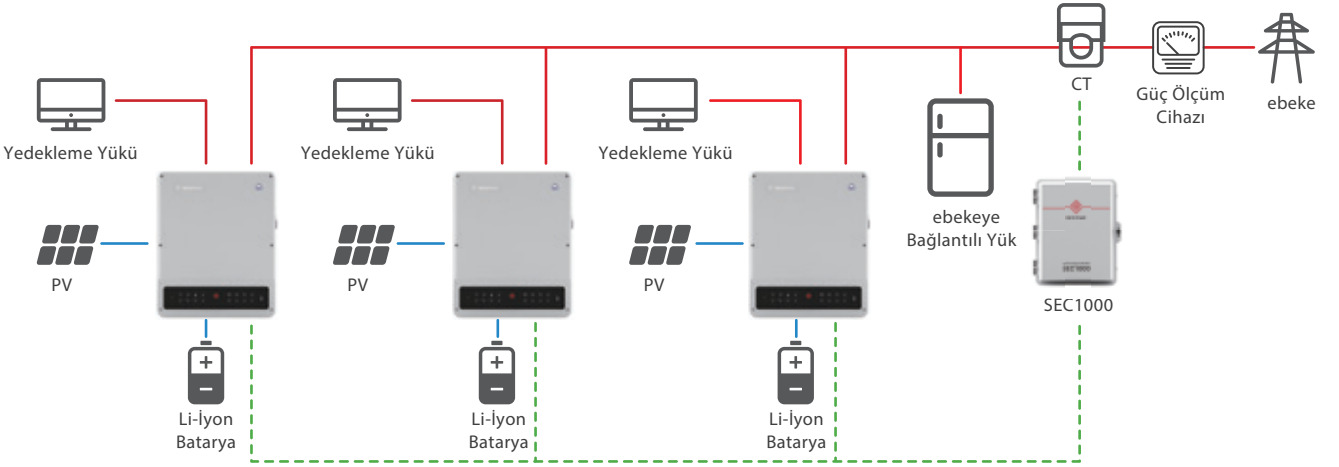 CT
Güç Ölçüm
Cihazı
ebeke
Yedekleme Yükü
Yedekleme Yükü
Yedekleme Yükü
ebekeye
Bağlantılı Yük
PV
PV
PV
SEC1000
SEC1000
Li-İyon
Batarya
Li-İyon
Batarya
Li-İyon
Batarya